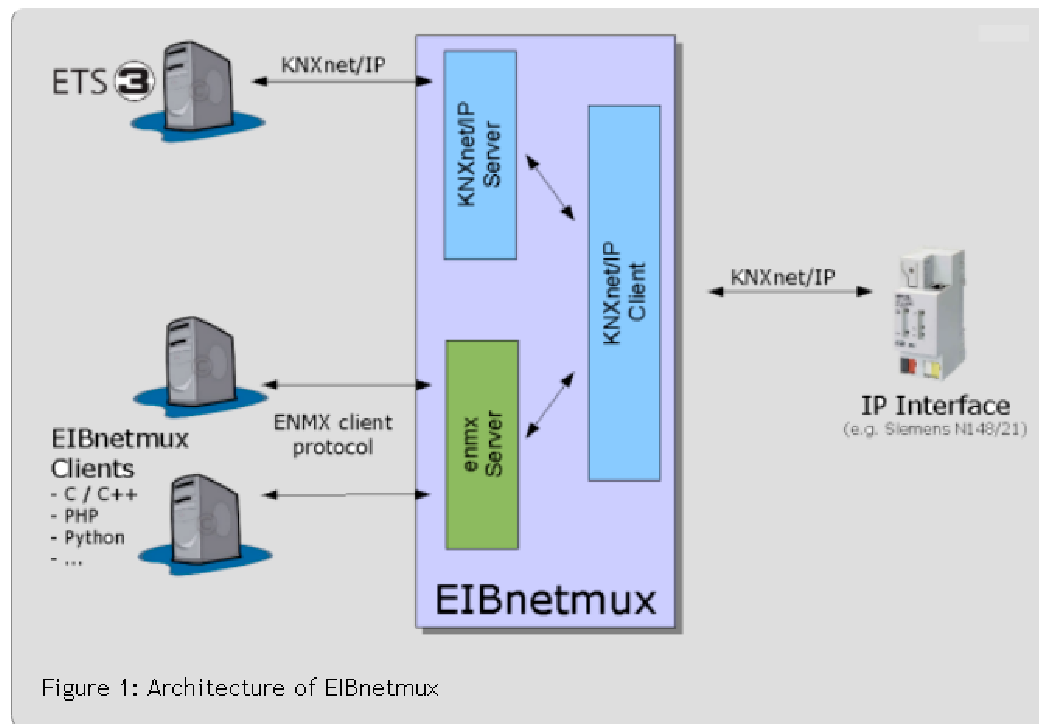 ETS 3
KNXnet/IP
KNXnet/IP
Server
KNXnet/IP
Client
KNXnet/IP
IP Interface
(e.g. Siemens N148/21)
ENMX client
protocol
enmx
Server
EIBnetmux
Clients
- C / C++
- PHP
- Python
- ...
EIBnetmux
Figure 1: Architecture of EIBnetmux